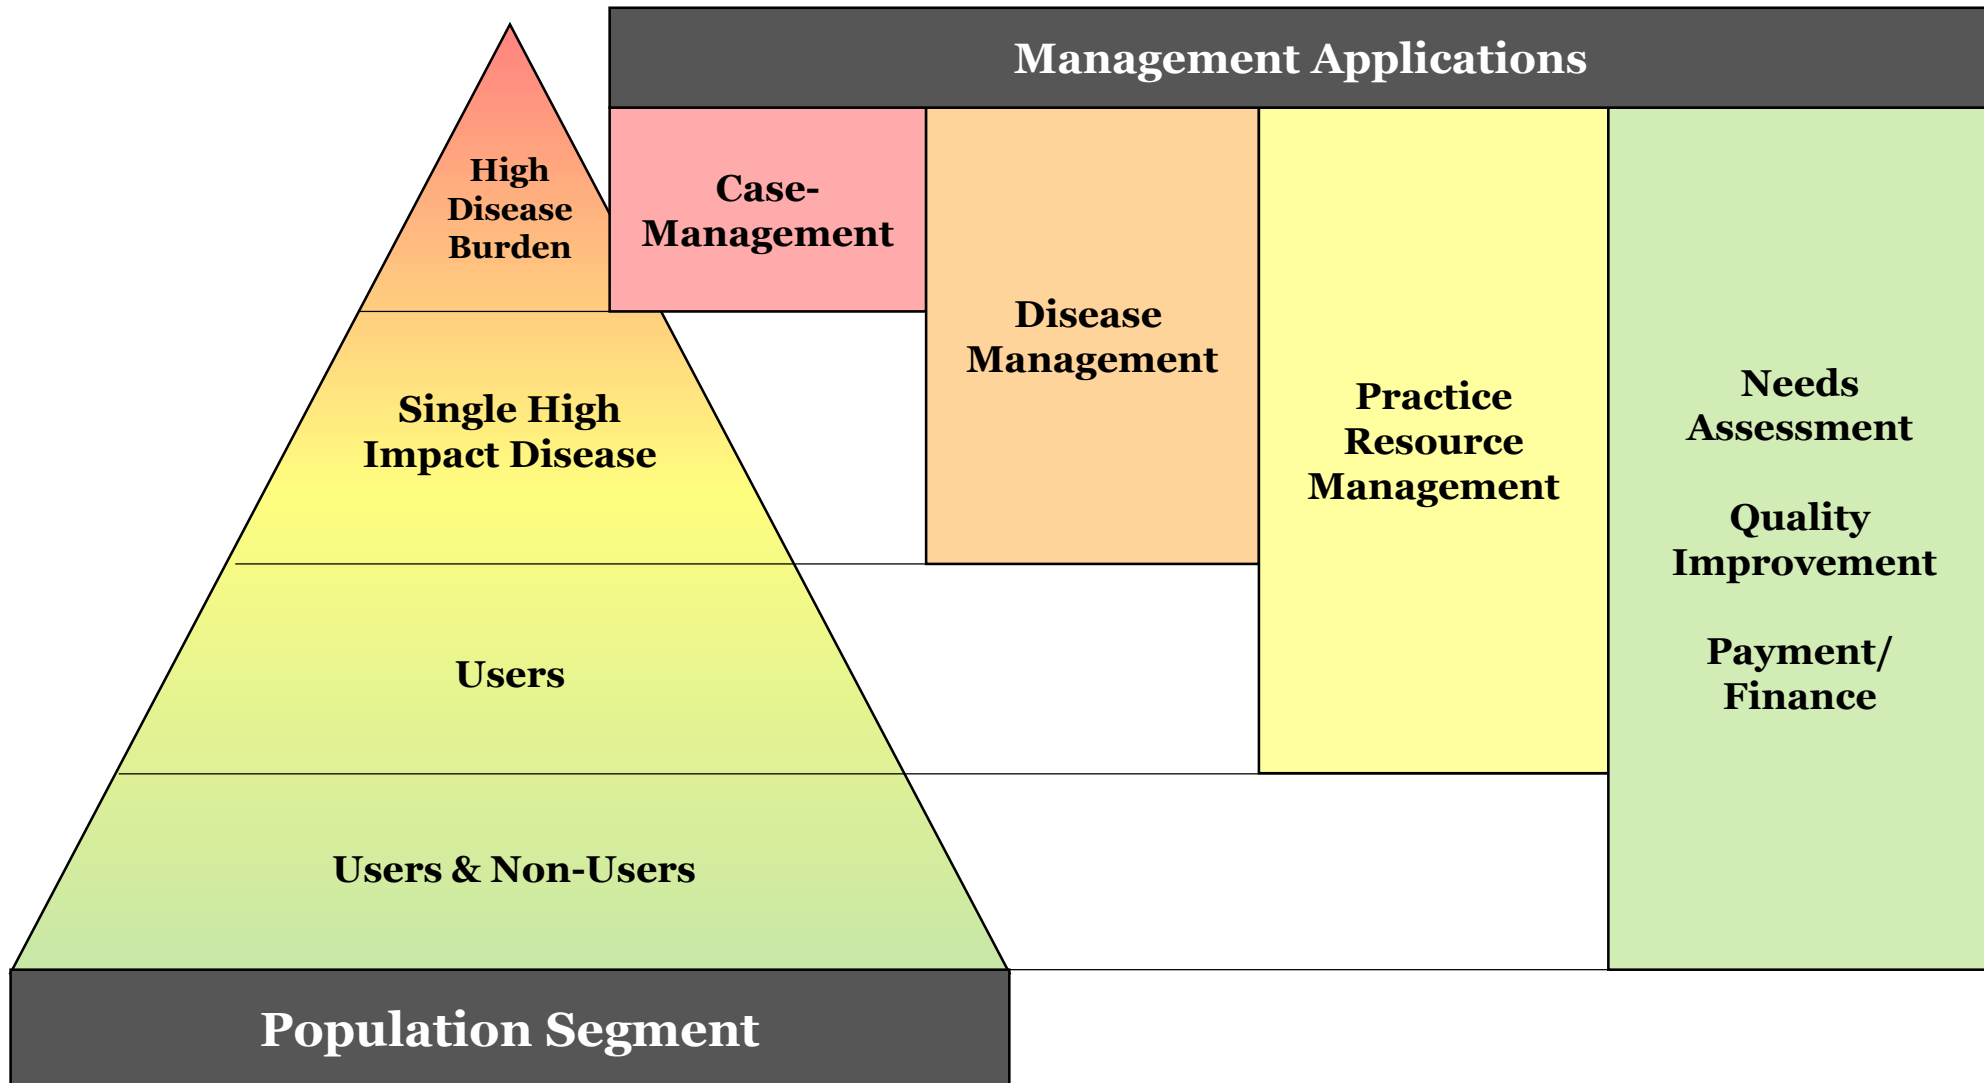 Management Applications
High
Disease
Burden
Case-
Management
Disease
Management
Practice
Resource
Management
Needs
Assessment
Quality
Improvement
Payment/
Finance
Single High
Impact Disease
Users
Users & Non-Users
Population Segment